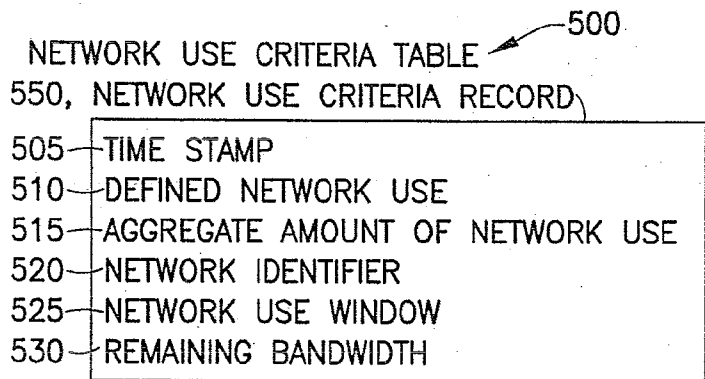 500
NETWORK USE CRITERIA TABLE
550, NETWORK USE CRITERIA RECORD
505 TIME STAMP
510 DEFINED NETWORK USE
515 AGGREGATE AMOUNT OF NETWORK USE
520 NETWORK IDENTIFIER
525 NETWORK USE WINDOW
530 REMAINING BANDWIDTH